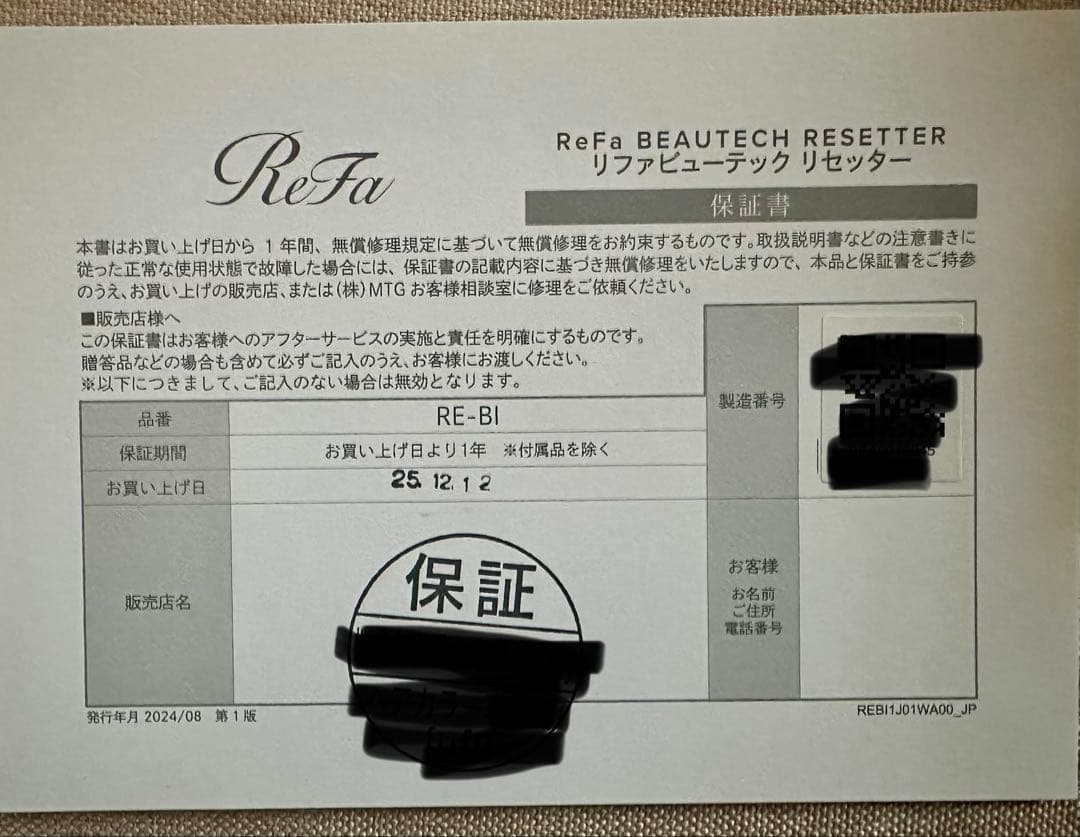 ReFa
ReFa BEAUTECH RESETTER
リファビューテック リセッター
保証書
本書はお買い上げ日から 1 年間、無償修理規定に基づいて無償修理をお約束するものです。取扱説明書などの注意書きに
従った正常な使用状態で故障した場合には、保証書の記載内容に基づき無償修理をいたしますので、本品と保証書をご持参
のうえ、お買い上げの販売店、または(株)MTG お客様相談室に修理をご依頼ください。
■販売店様へ
この保証書はお客様へのアフターサービスの実施と責任を明確にするものです。
贈答品などの場合も含めて必ずご記入のうえ、お客様にお渡しください。
※以下につきまして、ご記入のない場合は無効となります。
品番 RE-BI
保証期間 お買い上げ日より1年 ※付属品を除く
お買い上げ日 25. 12. 12
製造番号
販売店名
保証
お客様
お名前
ご住所
電話番号
発行年月 2024/08 第1版
REBI1J01WA00_JP